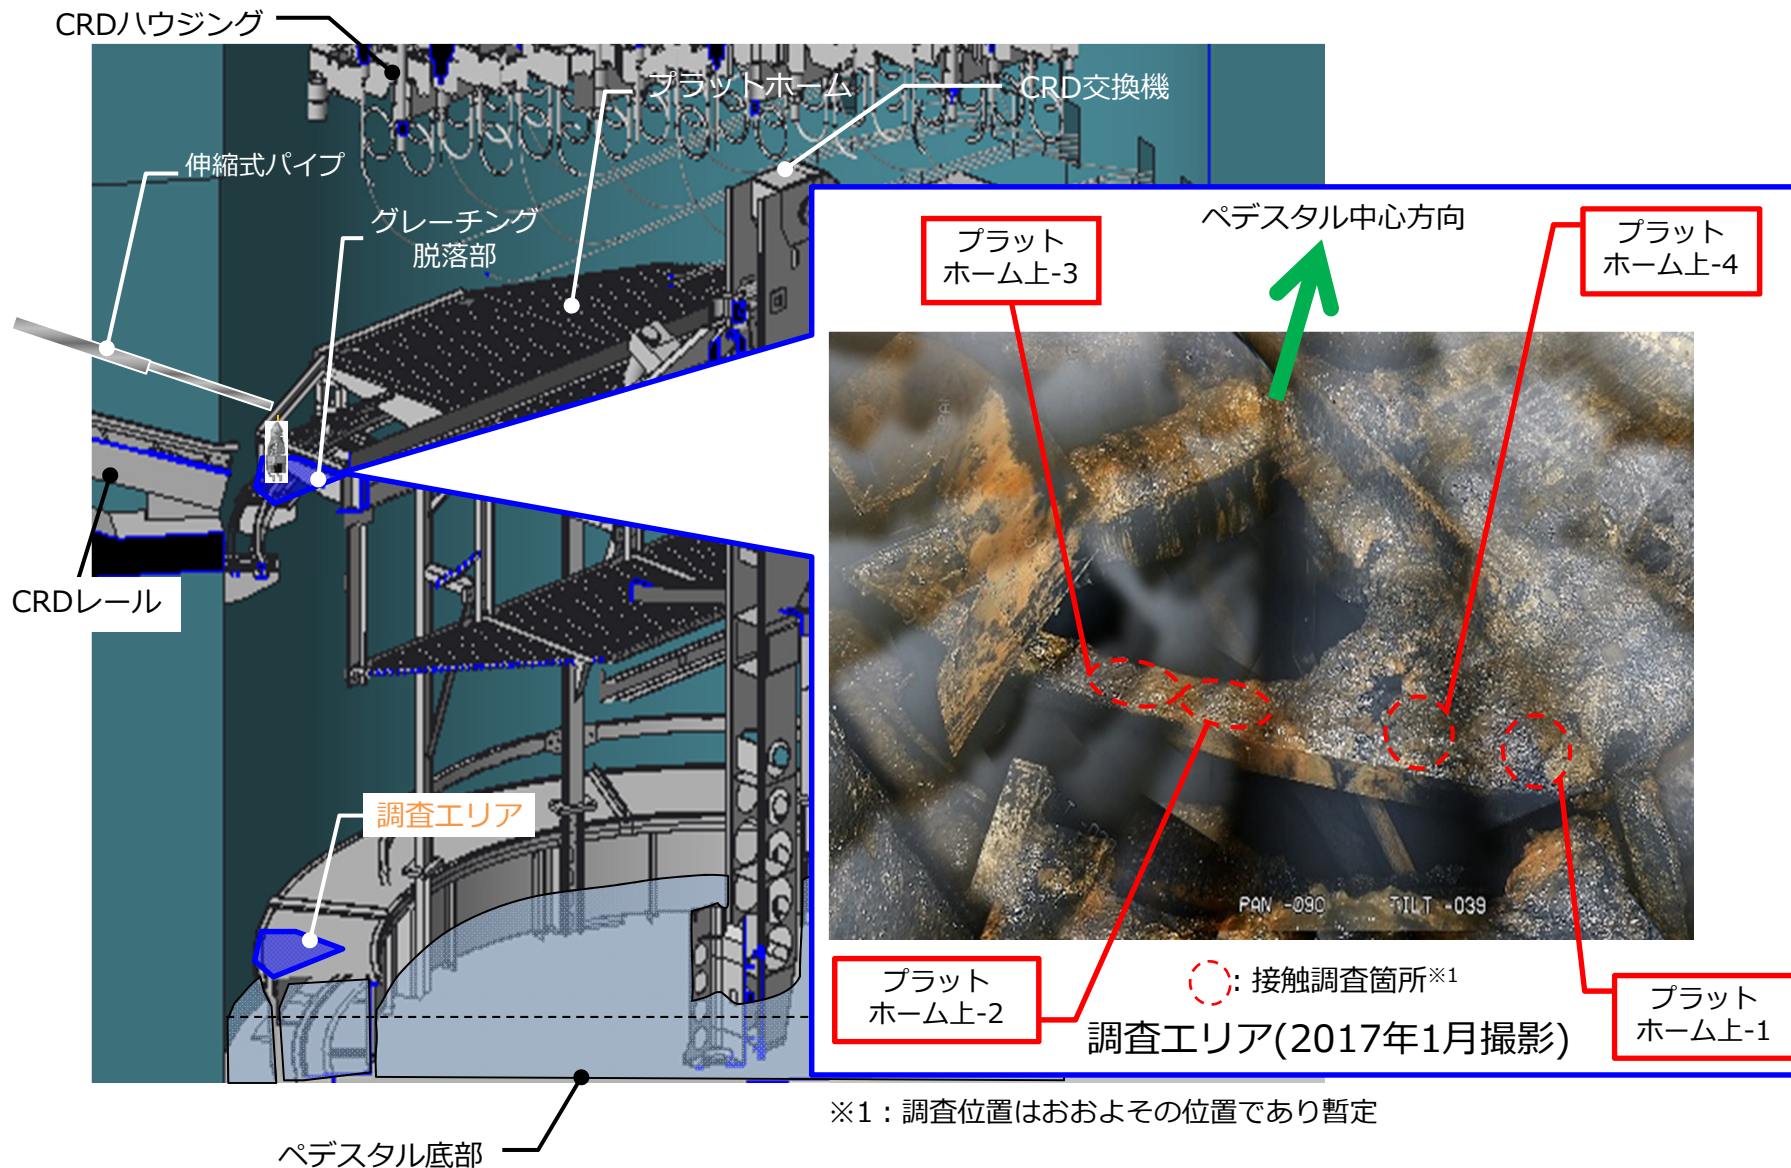 CRDハウジング
プラットホーム
CRD交換機
伸縮式パイプ
グレーチング
脱落部
CRDレール
調査エリア
ペデスタル底部
ペデスタル中心方向
プラット
ホーム上-3
プラット
ホーム上-4
PAN -090 TILT -039
プラット
ホーム上-2
: 接触調査箇所※1
プラット
ホーム上-1
調査エリア(2017年1月撮影)
※1：調査位置はおおよその位置であり暫定